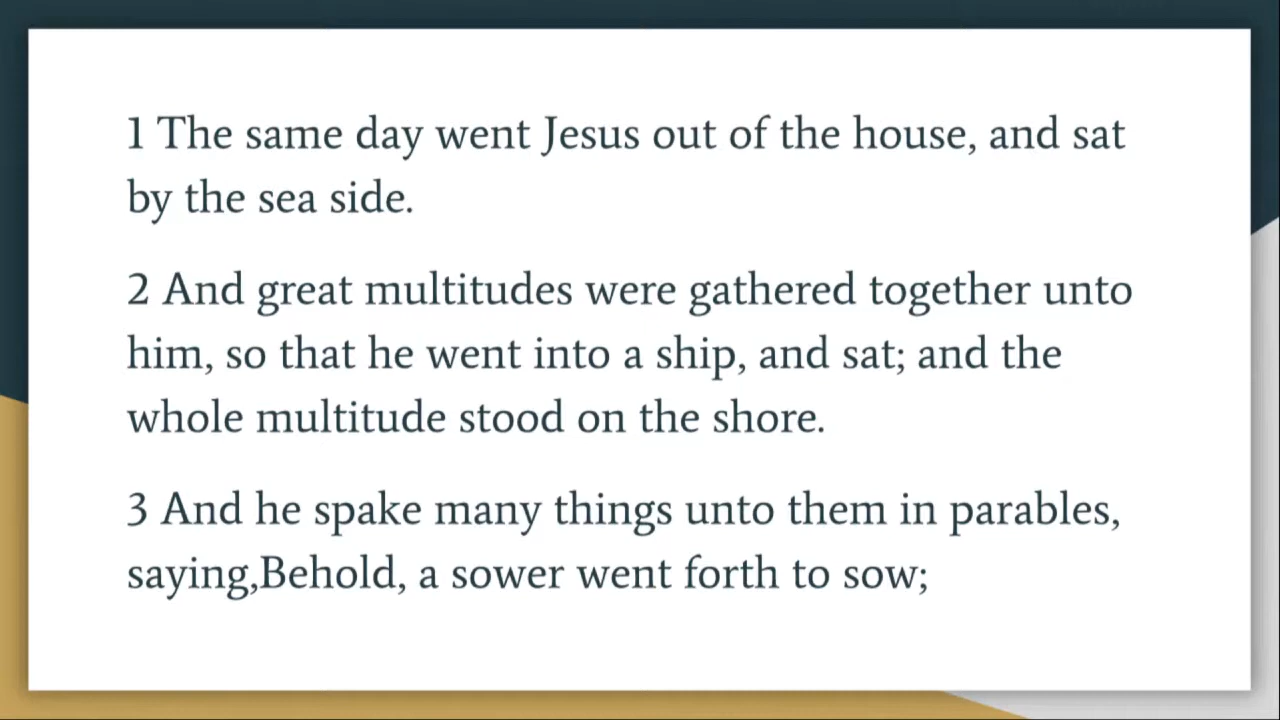 1 The same day went Jesus out of the house, and sat
by the sea side.
2 And great multitudes were gathered together unto
him, so that he went into a ship, and sat; and the
whole multitude stood on the shore.
3 And he spake many things unto them in parables,
saying,Behold, a sower went forth to sow;